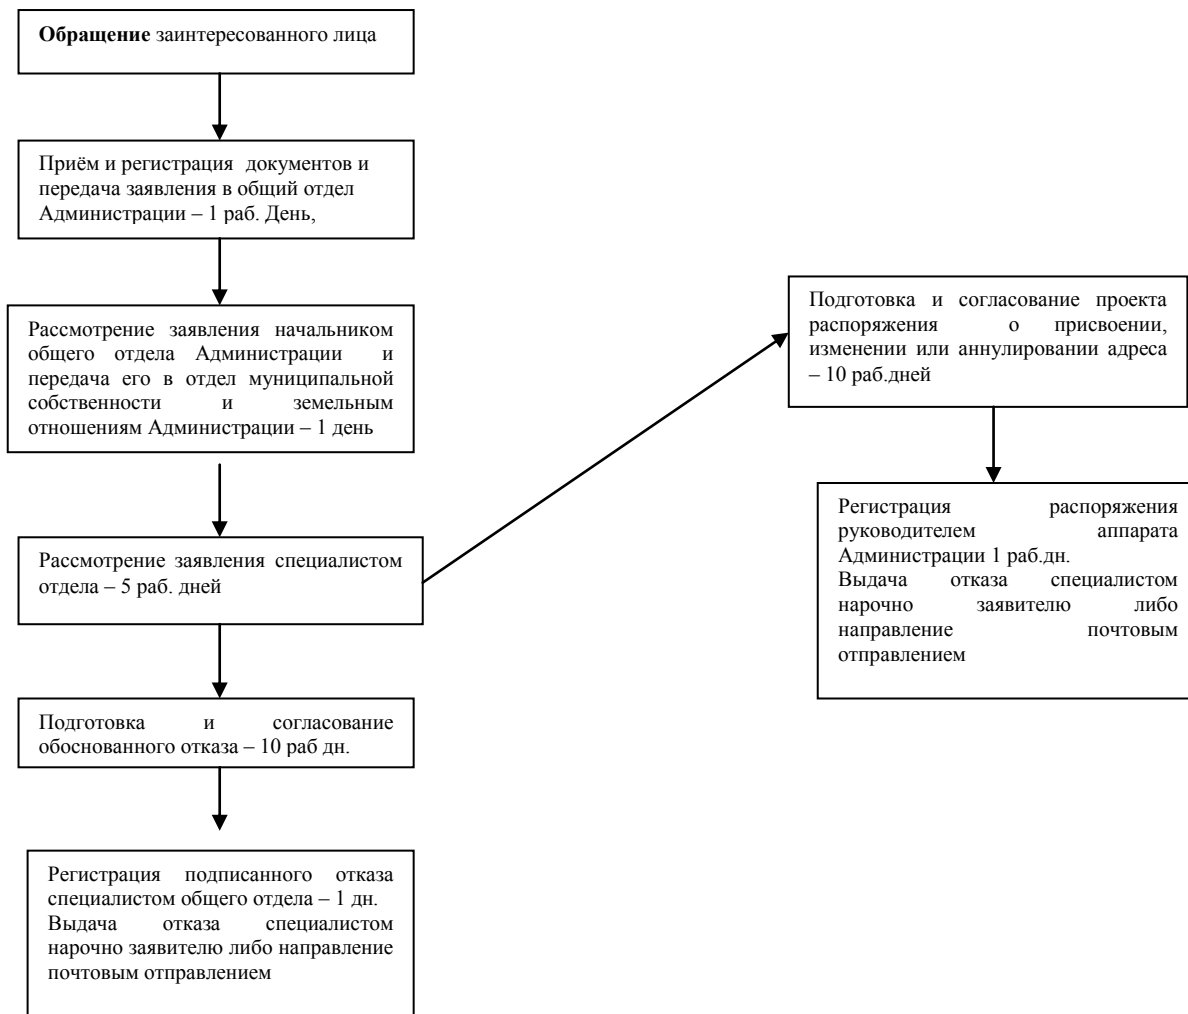 Обращение заинтересованного лица
Приём и регистрация документов и
передача заявления в общий отдел
Администрации – 1 раб. День,
Рассмотрение заявления начальником
общего отдела Администрации и
передача его в отдел муниципальной
собственности и земельным
отношениям Администрации – 1 день
Рассмотрение заявления специалистом
отдела – 5 раб. дней
Подготовка и согласование
обоснованного отказа – 10 раб дн.
Регистрация подписанного отказа
специалистом общего отдела – 1 дн.
Выдача отказа специалистом
нарочно заявителю либо направление
почтовым отправлением
Подготовка и согласование проекта
распоряжения о присвоении,
изменении или аннулировании адреса
– 10 раб.дней
Регистрация распоряжения
руководителем аппарата
Администрации 1 раб.дн.
Выдача отказа специалистом
нарочно заявителю либо
направление почтовым
отправлением